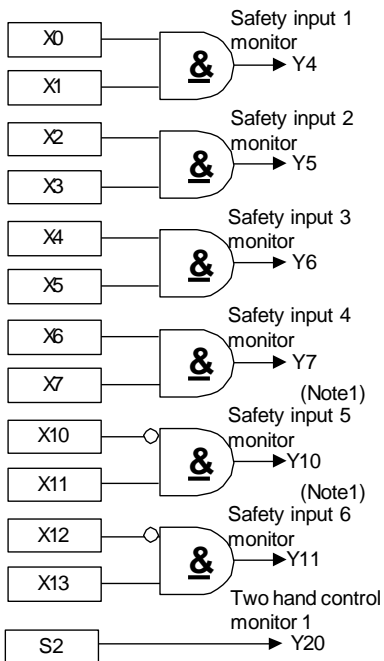 Safety input 1
monitor
X0
&
Y4
X1
Safety input 2
monitor
X2
&
Y5
X3
Safety input 3
monitor
X4
&
Y6
X5
Safety input 4
monitor
X6
&
Y7
X7
(Note1)
Safety input 5
monitor
X10
&
Y10
X11
(Note1)
Safety input 6
monitor
X12
&
Y11
X13
Two hand control
monitor 1
S2
Y20